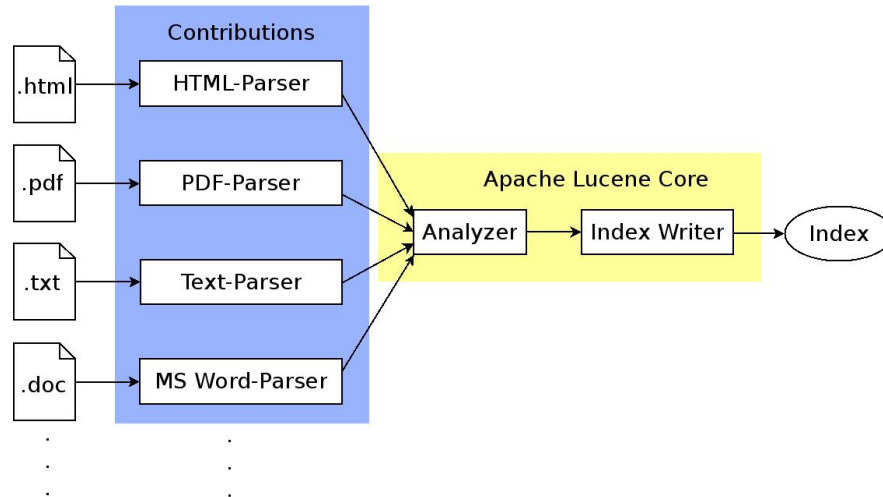 Contributions
.html
HTML-Parser
.pdf
PDF-Parser
Apache Lucene Core
Analyzer
Index Writer
Index
.txt
Text-Parser
.doc
MS Word-Parser